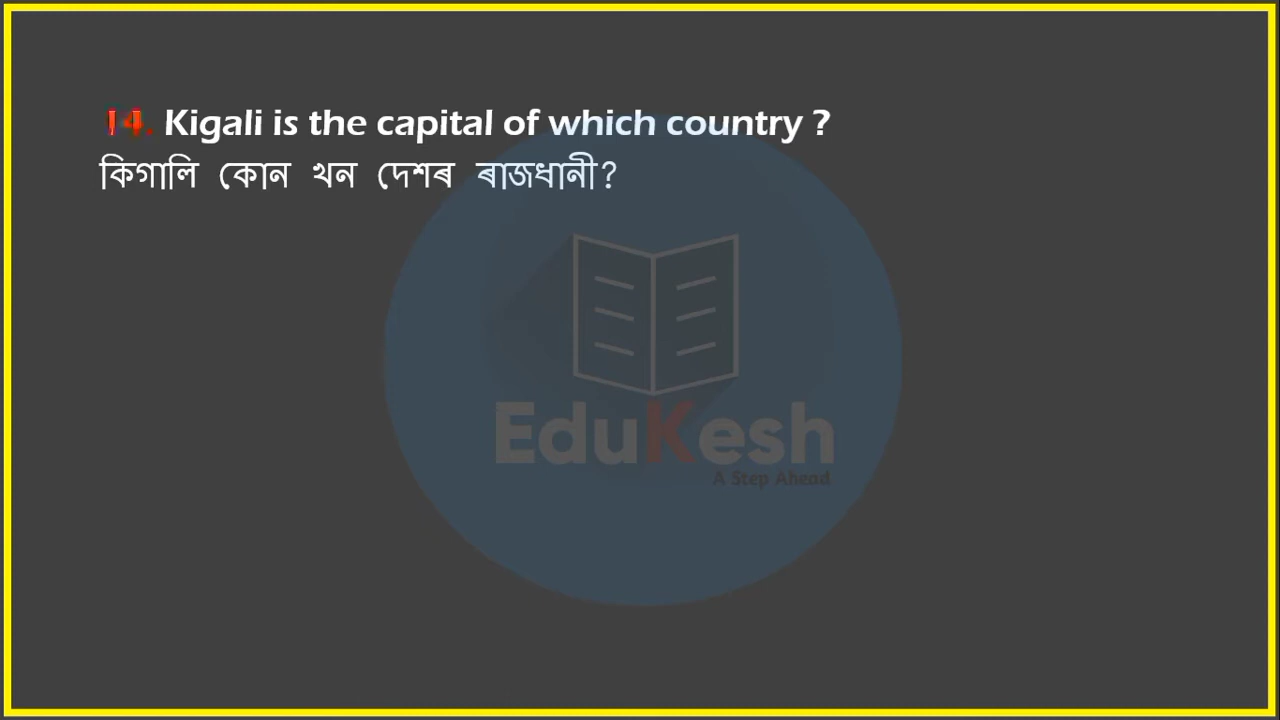 14. Kigali is the capital of which country ?
কিগালি কোন খন দেশৰ ৰাজধানী?
EduKesh
A Step Ahead